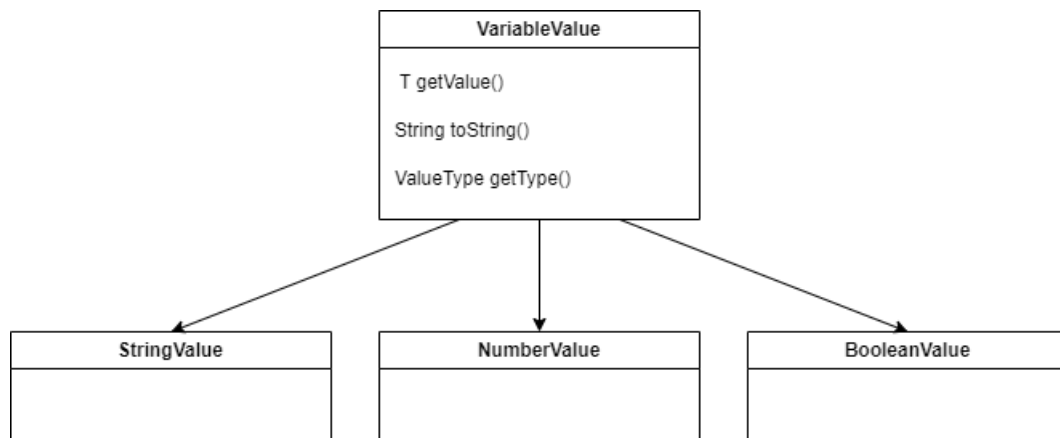 VariableValue
T getValue()
String toString()
ValueType getType()
StringValue
NumberValue
BooleanValue